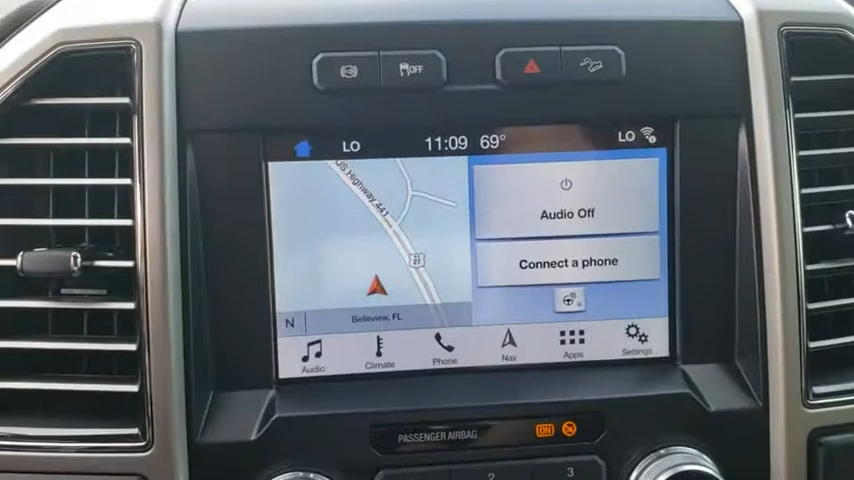 OFF
LO
11:09
69°
LO
US Highway 441
27
Audio Off
Connect a phone
N
Belleview, FL
Audio
Climate
Phone
Nav
Apps
Settings
PASSENGER AIRBAG
ON
2
3